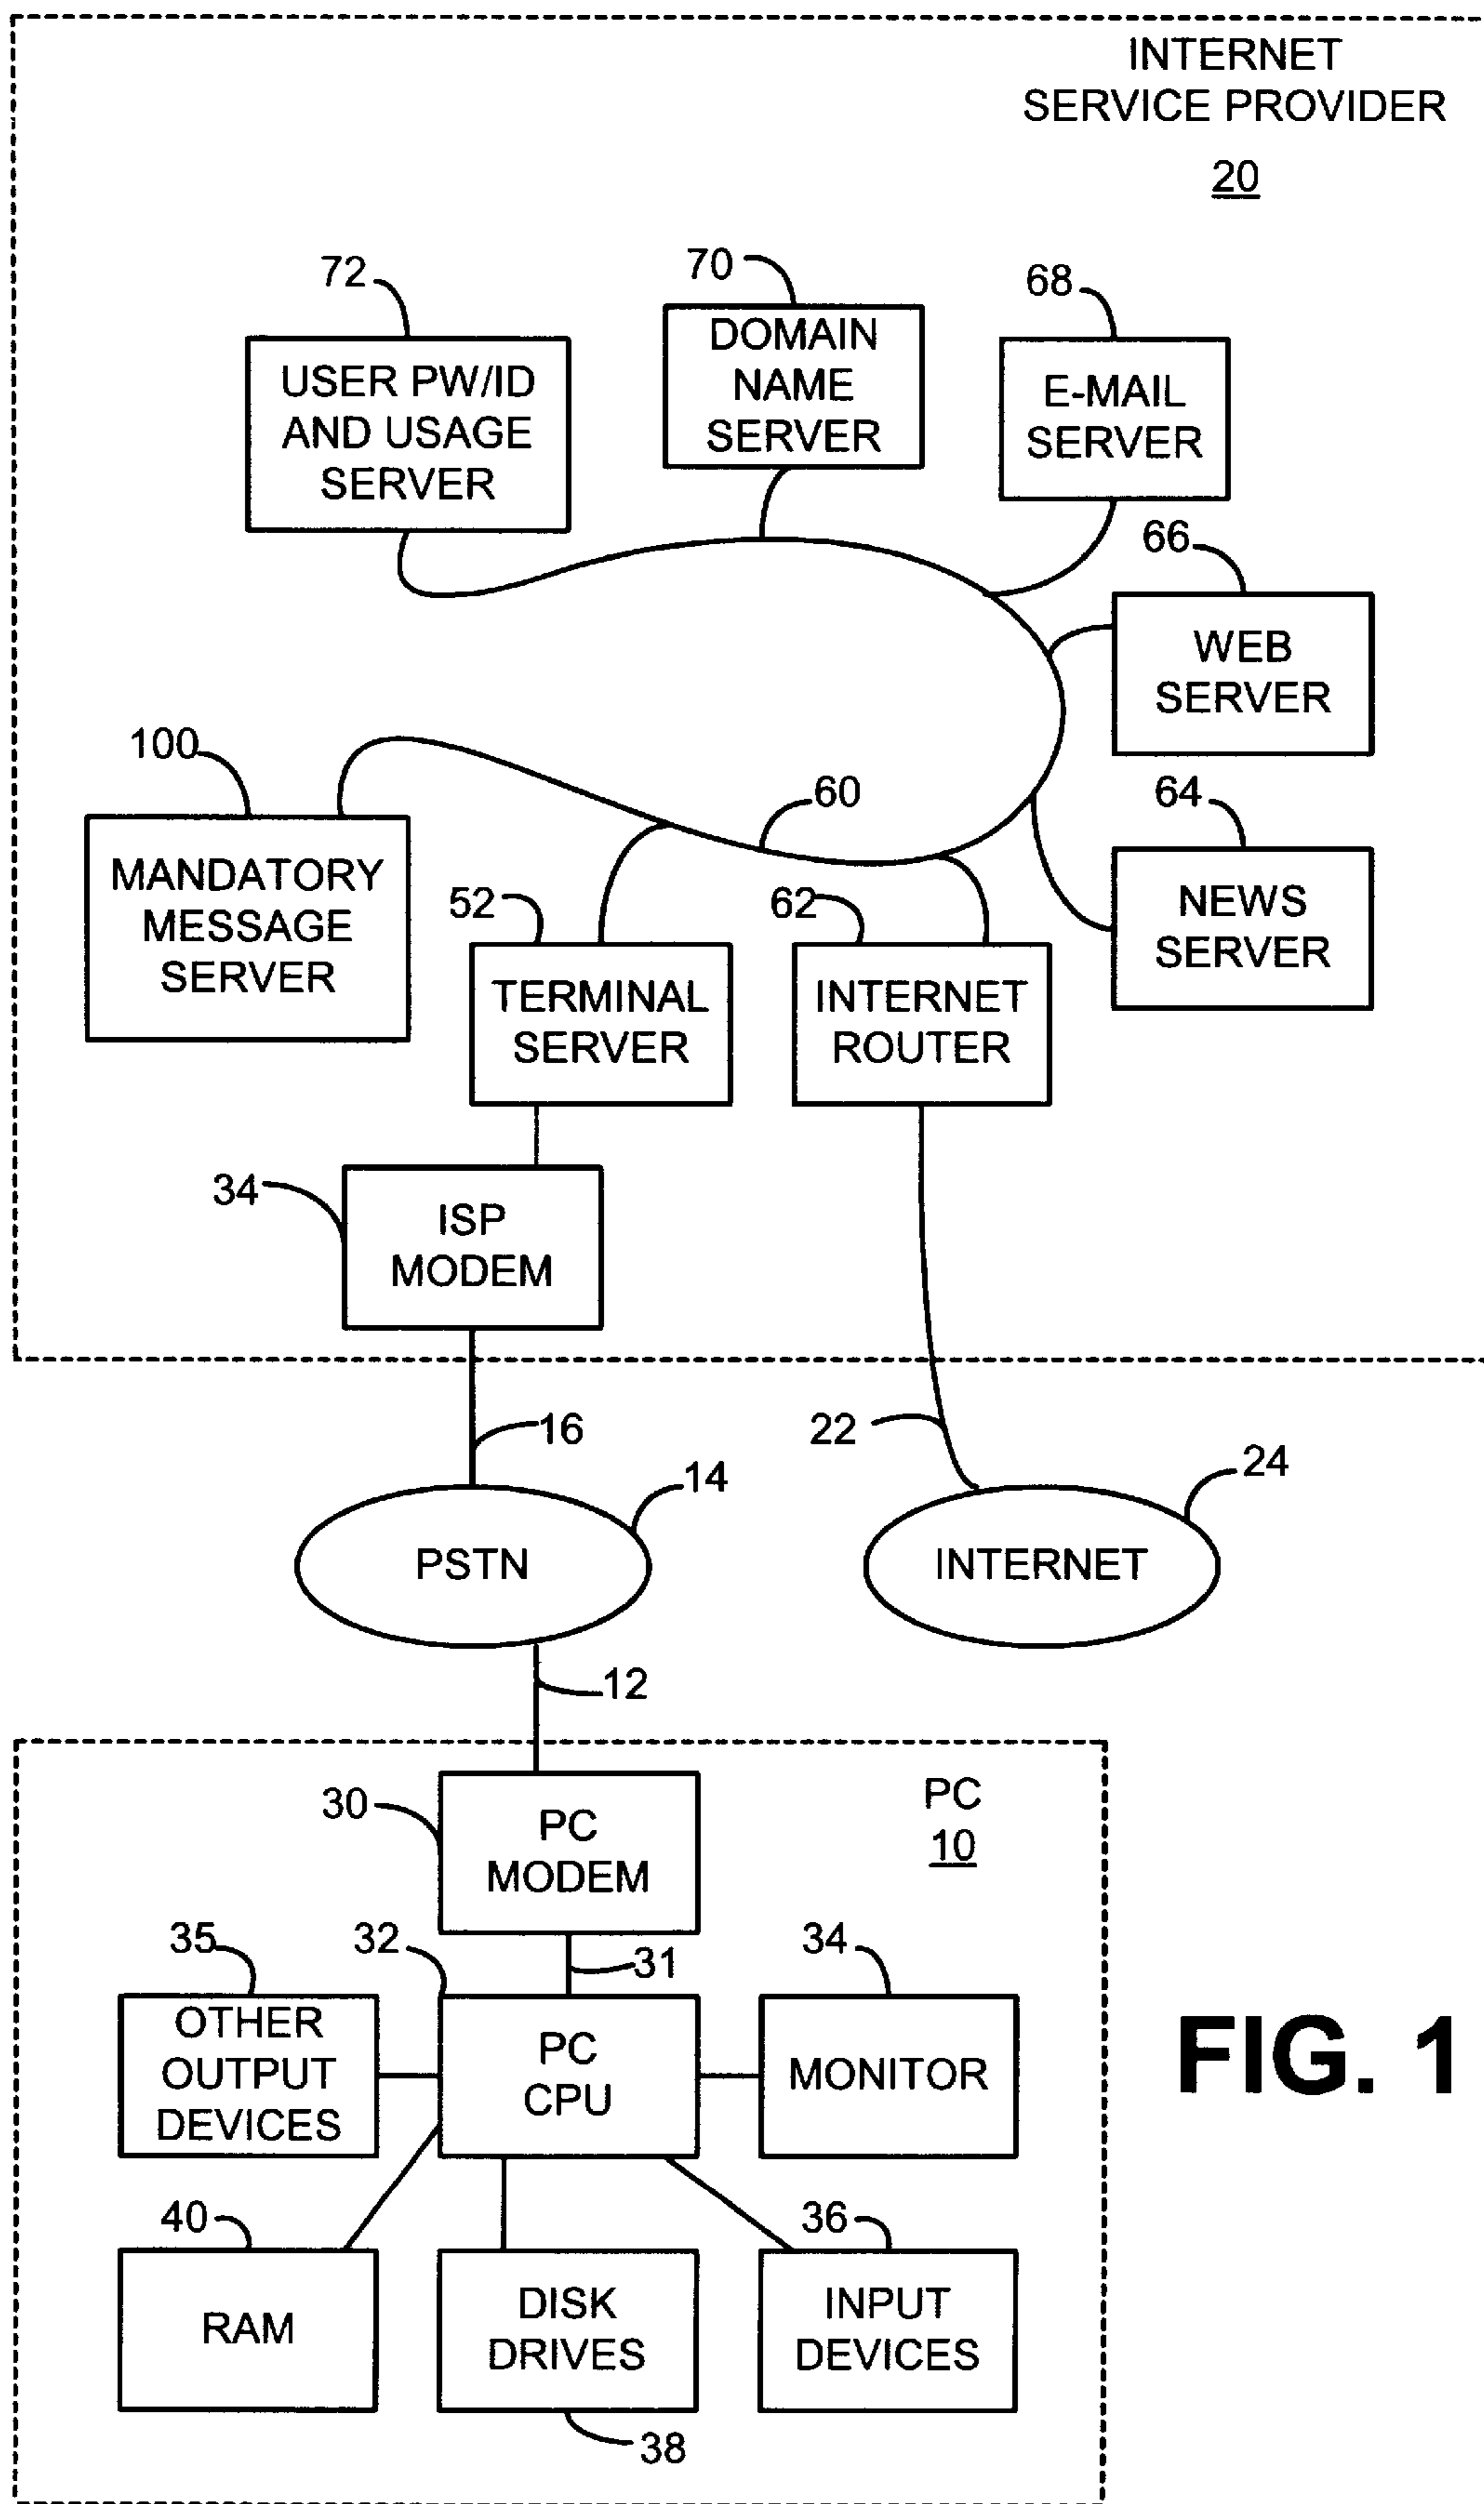 INTERNET
SERVICE PROVIDER
20
72
70
68
USER PW/ID
AND USAGE
SERVER
DOMAIN
NAME
SERVER
E-MAIL
SERVER
66
WEB
SERVER
100
60
64
MANDATORY
MESSAGE
SERVER
52
62
NEWS
SERVER
TERMINAL
SERVER
INTERNET
ROUTER
34
ISP
MODEM
16
22
14
24
PSTN
INTERNET
12
PC
10
30
PC
MODEM
35
32
31
34
OTHER
OUTPUT
DEVICES
PC
CPU
MONITOR
FIG. 1
40
36
RAM
DISK
DRIVES
INPUT
DEVICES
38